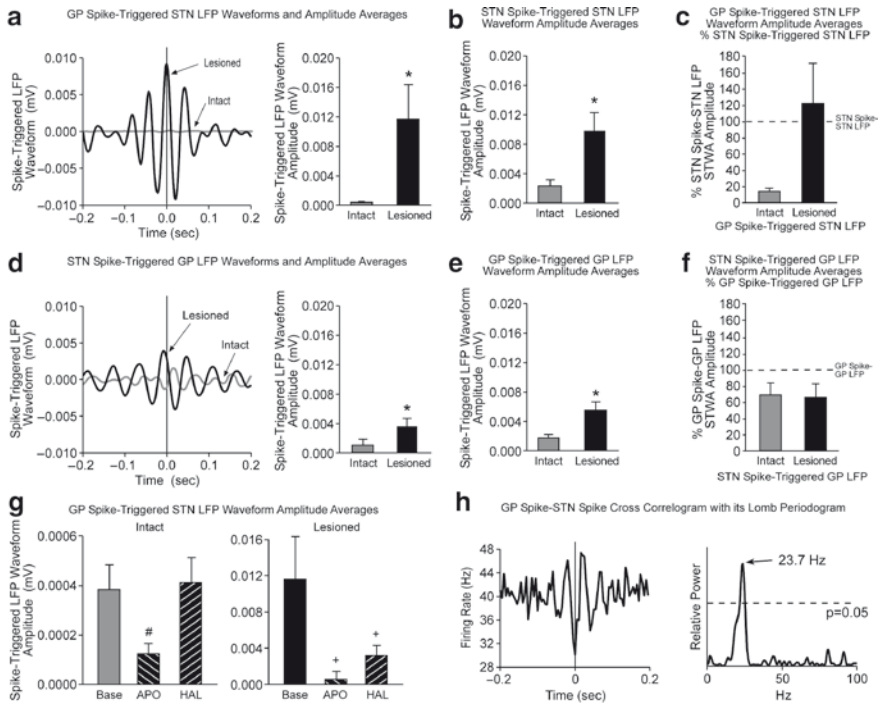 a
GP Spike-Triggered STN LFP Waveforms and Amplitude Averages
Spike-Triggered LFP
Waveform (mV)
0.010
0.005
0.000
−0.005
−0.010
Lesioned
Intact
−0.2 −0.1 0.0 0.1 0.2
Time (sec)
Spike-Triggered LFP Waveform
Amplitude (mV)
0.020
0.016
0.012
0.008
0.004
0.000
*
Intact Lesioned
b
STN Spike-Triggered STN LFP
Waveform Amplitude Averages
Spike-Triggered LFP Waveform
Amplitude (mV)
0.020
0.016
0.012
0.008
0.004
0.000
*
Intact Lesioned
c
GP Spike-Triggered STN LFP
Waveform Amplitude Averages
% STN Spike-Triggered STN LFP
% STN Spike-STN LFP
STWA Amplitude
180
160
140
120
100
80
60
40
20
0
STN Spike-
STN LFP
Intact Lesioned
GP Spike-Triggered STN LFP
d
STN Spike-Triggered GP LFP Waveforms and Amplitude Averages
Spike-Triggered LFP
Waveform (mV)
0.010
0.005
0.000
−0.005
−0.010
Lesioned
Intact
−0.2 −0.1 0.0 0.1 0.2
Time (sec)
Spike-Triggered LFP Waveform
Amplitude (mV)
0.020
0.016
0.012
0.008
0.004
0.000
*
Intact Lesioned
e
GP Spike-Triggered GP LFP
Waveform Amplitude Averages
Spike-Triggered LFP Waveform
Amplitude (mV)
0.020
0.016
0.012
0.008
0.004
0.000
*
Intact Lesioned
f
STN Spike-Triggered GP LFP
Waveform Amplitude Averages
% GP Spike-Triggered GP LFP
% GP Spike-GP LFP
STWA Amplitude
180
160
140
120
100
80
60
40
20
0
GP Spike-
GP LFP
Intact Lesioned
STN Spike-Triggered GP LFP
g
GP Spike-Triggered STN LFP Waveform Amplitude Averages
Spike-Triggered LFP Waveform
Amplitude (mV)
Intact
0.0006
0.0004
0.0002
0.0000
#
Base APO HAL
Lesioned
0.016
0.012
0.008
0.004
0.000
+ +
Base APO HAL
h
GP Spike-STN Spike Cross Correlogram with its Lomb Periodogram
Firing Rate (Hz)
48
44
40
36
32
28
−0.2 0.0 0.2
Time (sec)
Relative Power
23.7 Hz
p=0.05
0 50 100
Hz